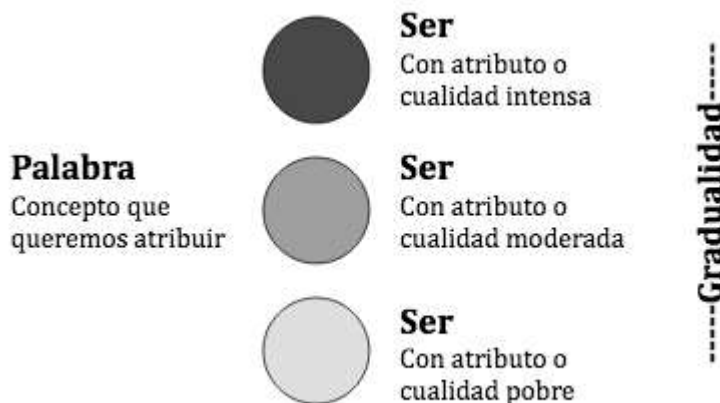 Ser
Con atributo o
cualidad intensa
Palabra
Concepto que
queremos atribuir
Ser
Con atributo o
cualidad moderada
Ser
Con atributo o
cualidad pobre
-----Gradualidad-----